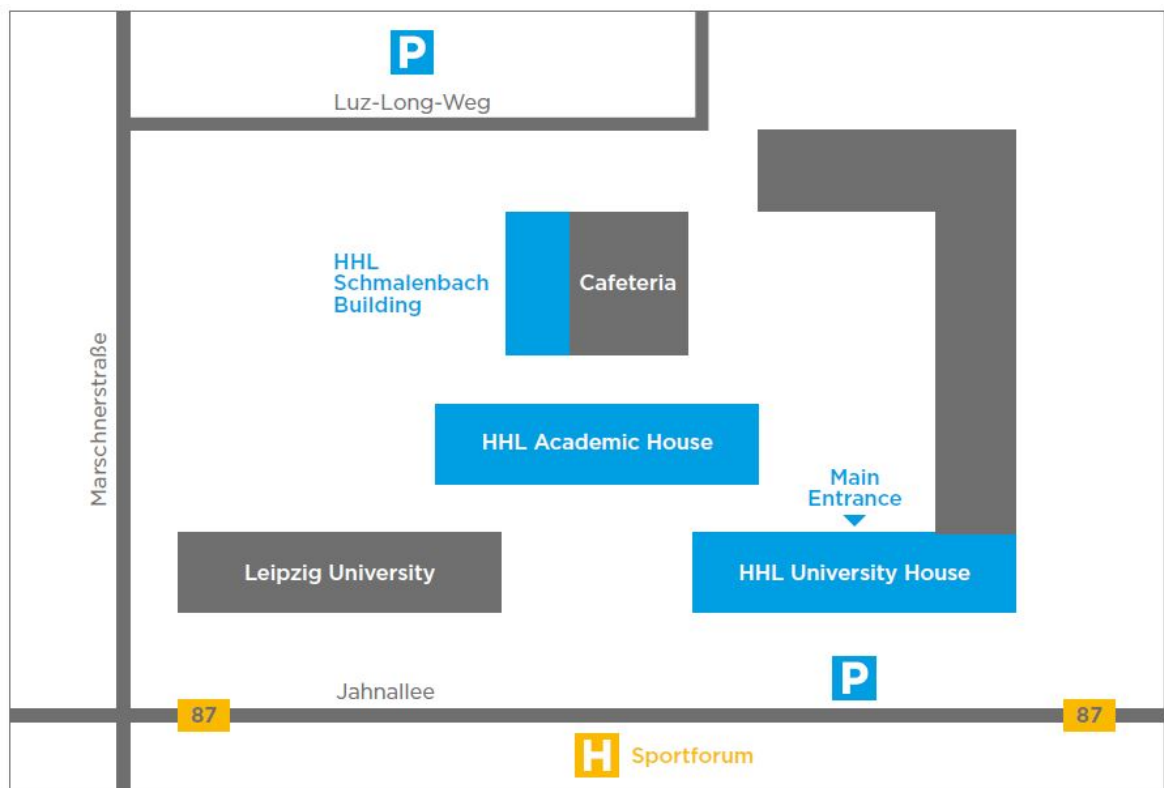 P
Luz-Long-Weg
HHL
Schmalenbach
Building
Cafeteria
Marschnerstraße
HHL Academic House
Main
Entrance
Leipzig University
HHL University House
P
Jahnallee
87
87
H Sportforum